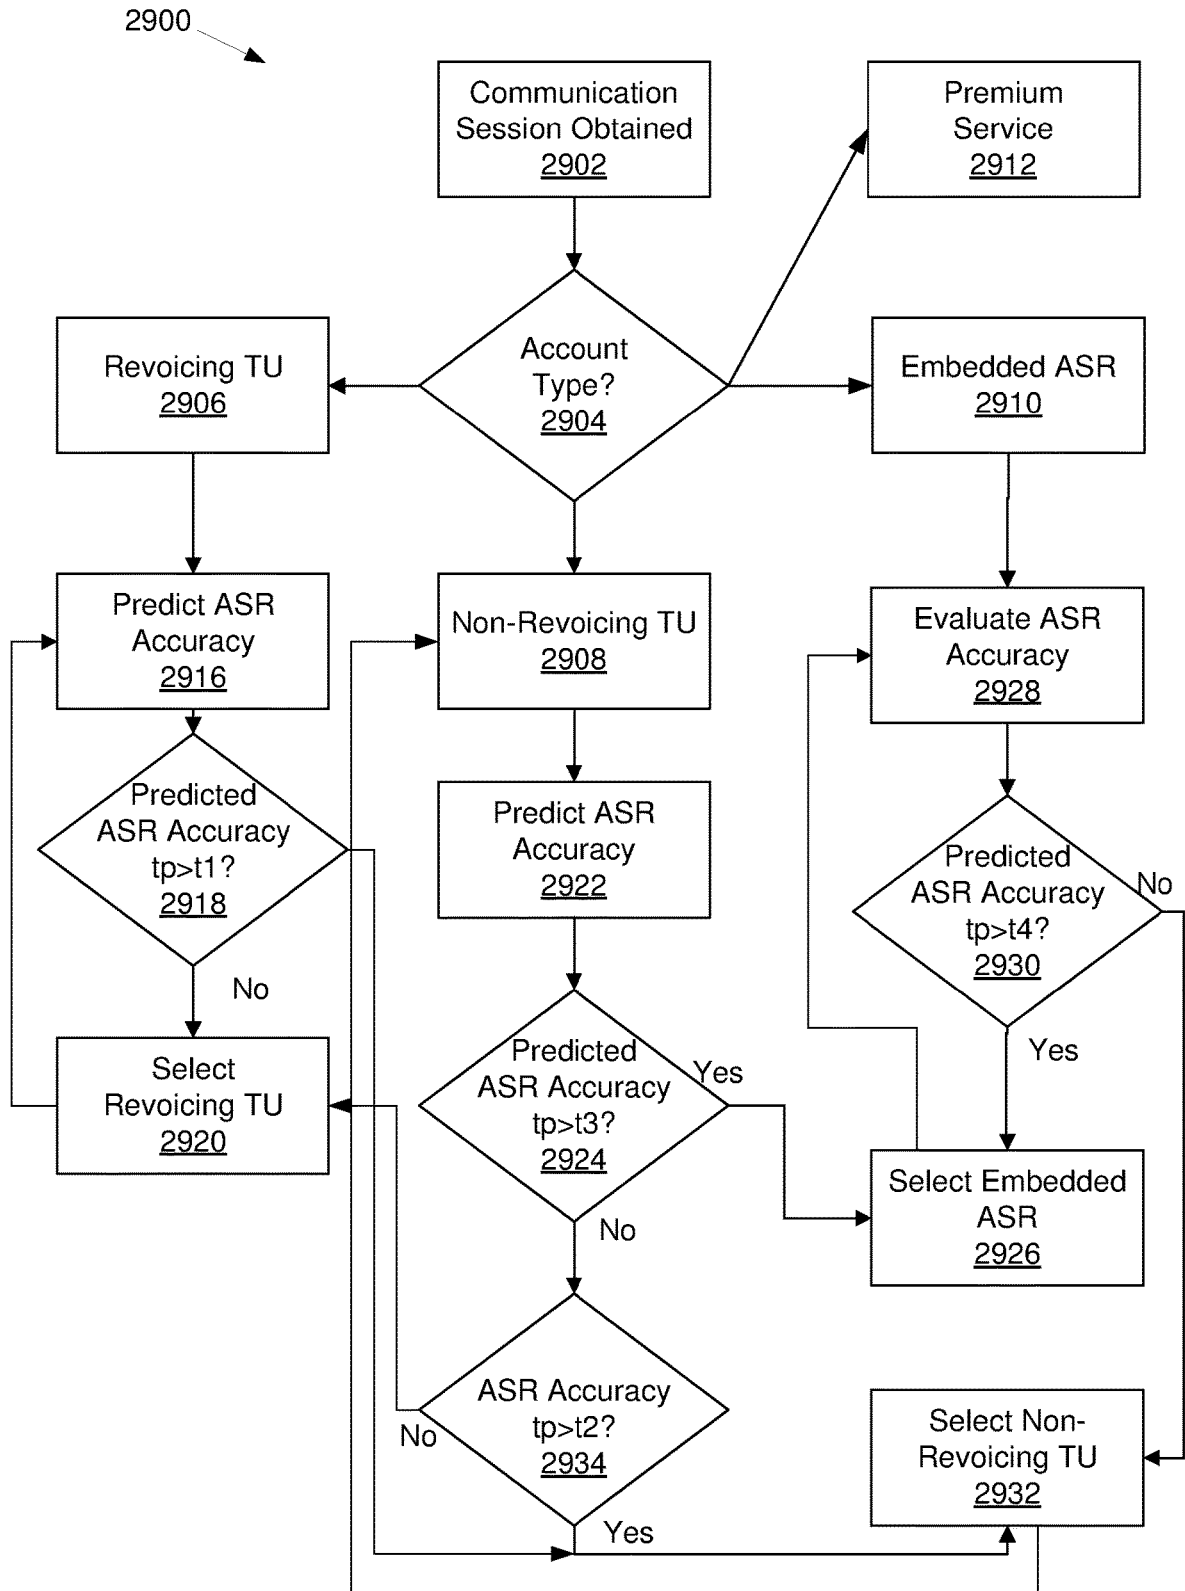 2900
Communication
Session Obtained
2902
Premium
Service
2912
Revoicing TU
2906
Account
Type?
2904
Embedded ASR
2910
Predict ASR
Accuracy
2916
Non-Revoicing TU
2908
Evaluate ASR
Accuracy
2928
Predicted
ASR Accuracy
tp>t1?
2918
No
Predict ASR
Accuracy
2922
Predicted
ASR Accuracy
tp>t4?
2930
No
Yes
Select
Revoicing TU
2920
Predicted
ASR Accuracy
tp>t3?
2924
Yes
No
Select Embedded
ASR
2926
ASR Accuracy
tp>t2?
2934
No
Yes
Select Non-
Revoicing TU
2932